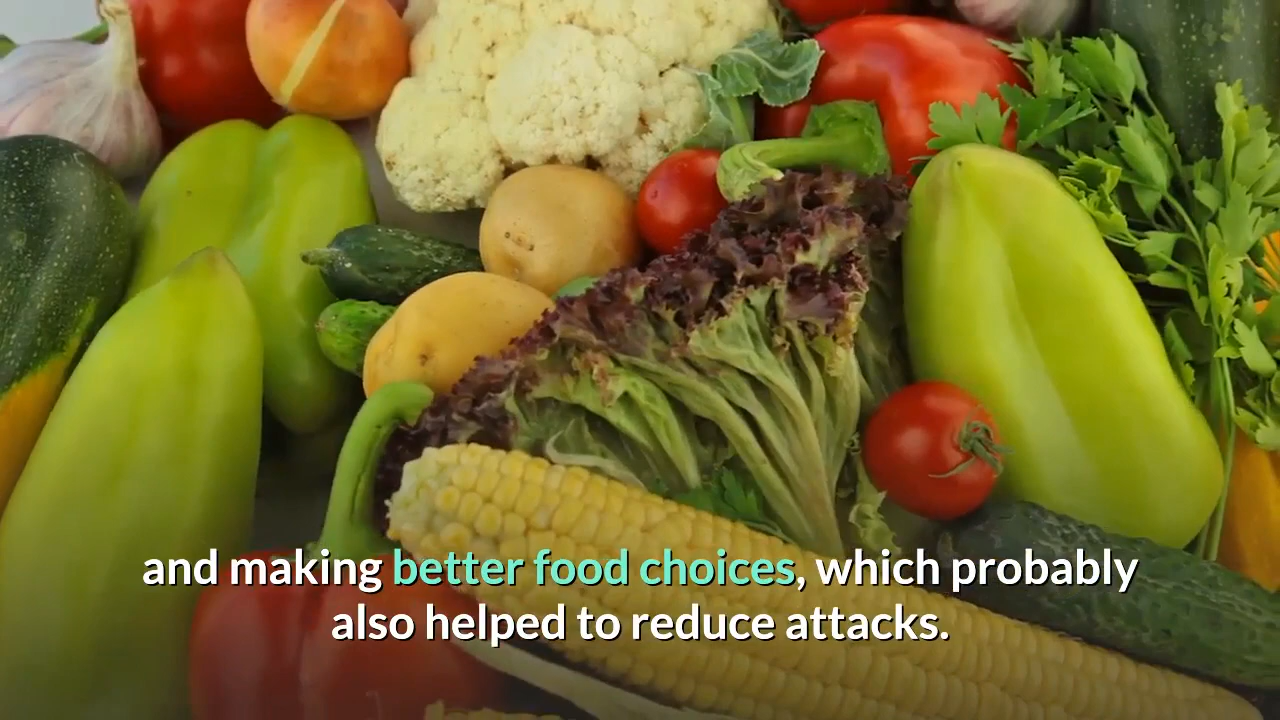 and making better food choices, which probably
also helped to reduce attacks.